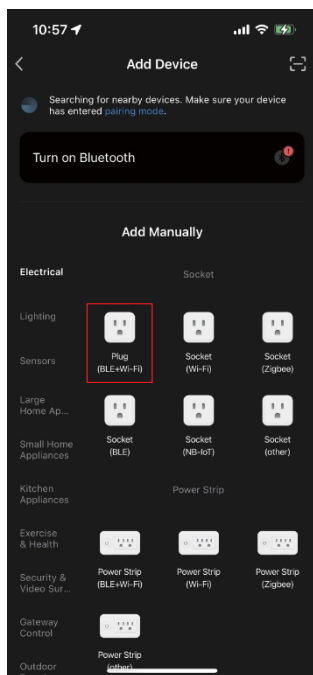 10:57
Add Device
Searching for nearby devices. Make sure your device
has entered pairing mode.
Turn on Bluetooth
Add Manually
Electrical
Socket
Lighting
Plug
(BLE+Wi-Fi)
Socket
(Wi-Fi)
Socket
(Zigbee)
Sensors
Large
Home Ap...
Socket
(BLE)
Socket
(NB-IoT)
Socket
(other)
Small Home
Appliances
Kitchen
Appliances
Power Strip
Exercise
& Health
Power Strip
(BLE+Wi-Fi)
Power Strip
(Wi-Fi)
Power Strip
(Zigbee)
Security &
Video Sur...
Gateway
Control
Power Strip
(other)
Outdoor